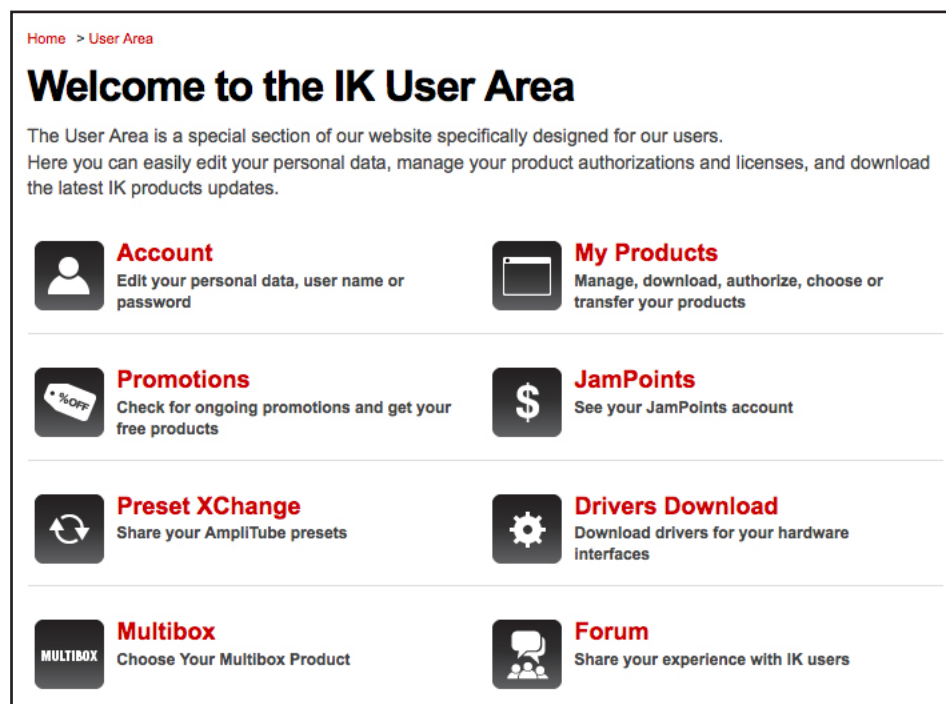 Home > User Area
Welcome to the IK User Area
The User Area is a special section of our website specifically designed for our users.
Here you can easily edit your personal data, manage your product authorizations and licenses, and download
the latest IK products updates.
Account
Edit your personal data, user name or
password
My Products
Manage, download, authorize, choose or
transfer your products
%OFF
Promotions
Check for ongoing promotions and get your
free products
$
JamPoints
See your JamPoints account
Preset XChange
Share your AmpliTube presets
Drivers Download
Download drivers for your hardware
interfaces
MULTIBOX
Multibox
Choose Your Multibox Product
Forum
Share your experience with IK users